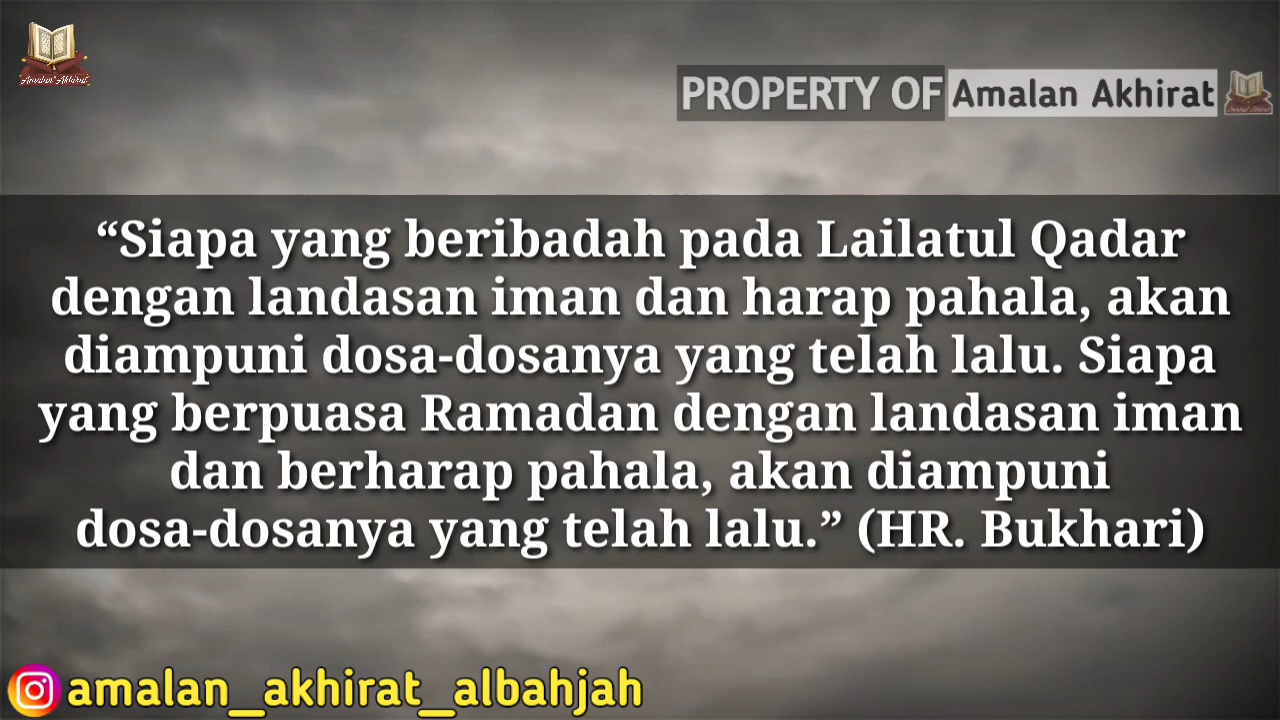 Amalan Akhirat
PROPERTY OF Amalan Akhirat
“Siapa yang beribadah pada Lailatul Qadar
dengan landasan iman dan harap pahala, akan
diampuni dosa-dosanya yang telah lalu. Siapa
yang berpuasa Ramadan dengan landasan iman
dan berharap pahala, akan diampuni
dosa-dosanya yang telah lalu.” (HR. Bukhari)
amalan_akhirat_albahjah